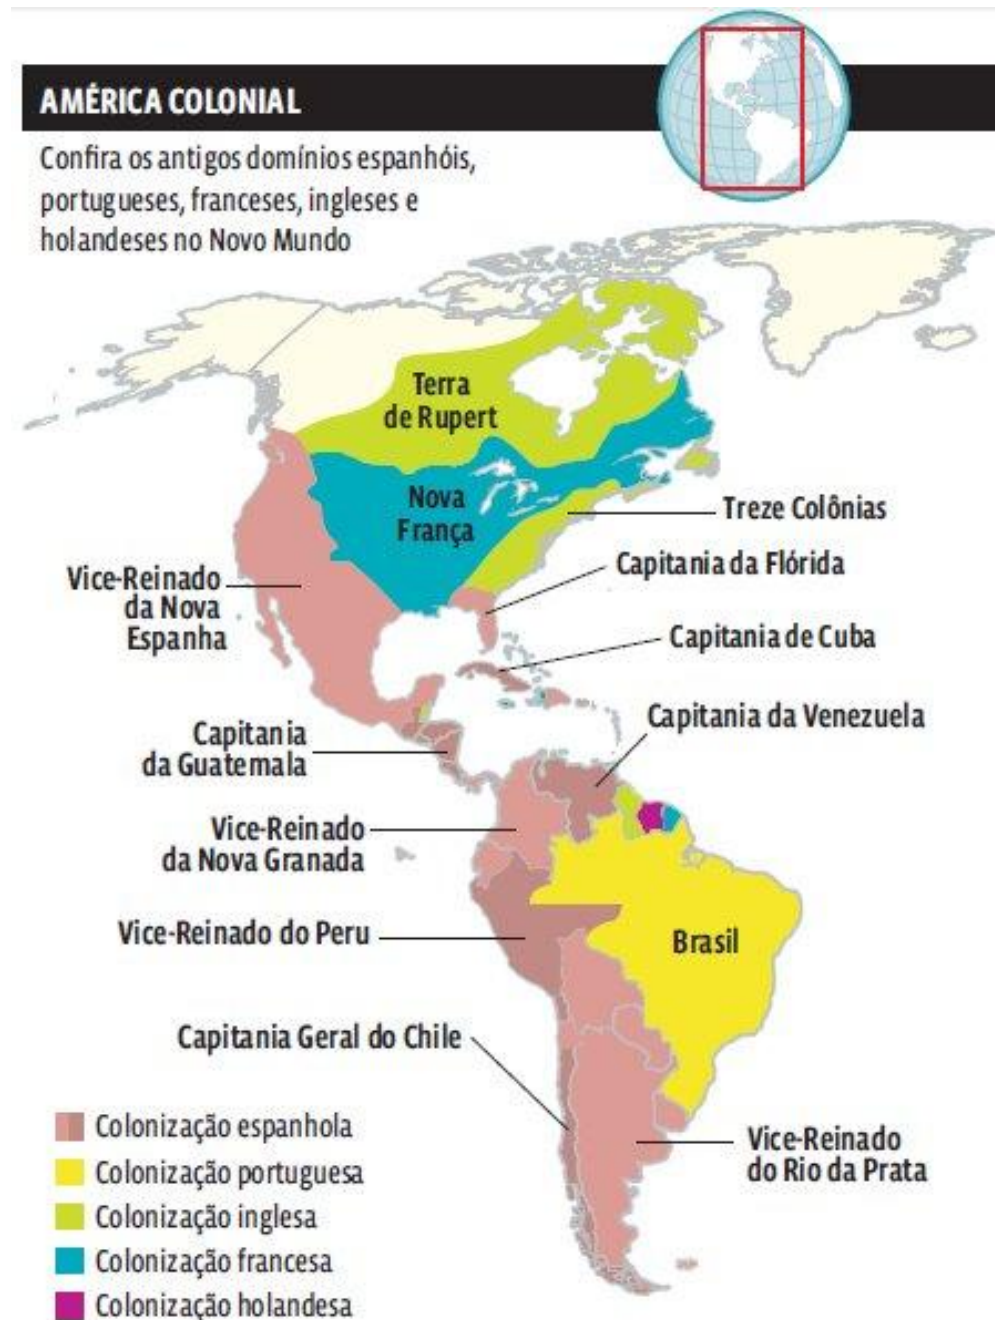 AMÉRICA COLONIAL
Confira os antigos domínios espanhóis,
portugueses, franceses, ingleses e
holandeses no Novo Mundo
Terra
de Rupert
Nova
França
Treze Colônias
Capitania da Flórida
Vice-Reinado
da Nova
Espanha
Capitania de Cuba
Capitania da Venezuela
Capitania
da Guatemala
Vice-Reinado
da Nova Granada
Vice-Reinado do Peru
Brasil
Capitania Geral do Chile
Vice-Reinado
do Rio da Prata
Colonização espanhola
Colonização portuguesa
Colonização inglesa
Colonização francesa
Colonização holandesa